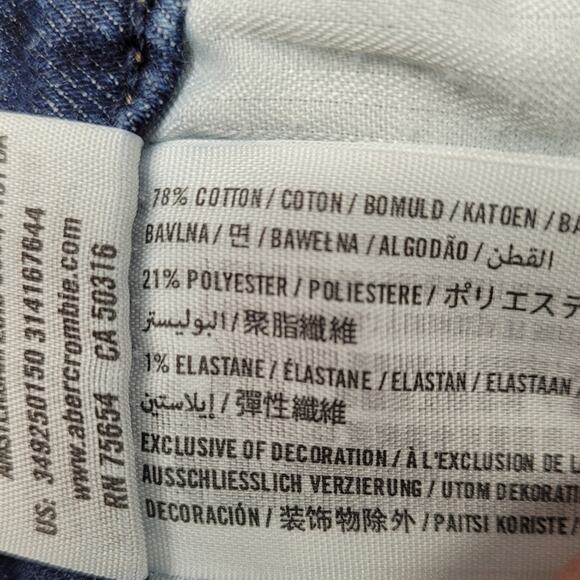 US: 349250150 314167644
www.abercrombie.com
RN 75654 CA 50316
78% COTTON / COTON / BOMULD / KATOEN / BA
BAVLNA / 면 / BAWEŁNA / ALGODÃO / القطن
21% POLYESTER / POLIESTERE / ポリエステ
البوليستر / 聚脂纖維
1% ELASTANE / ÉLASTANE / ELASTAN / ELASTAAN /
إيلاستين / 彈性纖維
EXCLUSIVE OF DECORATION / À L'EXCLUSION DE L
AUSSCHLIESSLICH VERZIERUNG / UTOM DEKORATI
DECORACIÓN / 装饰物除外 / PAITSI KORISTE /